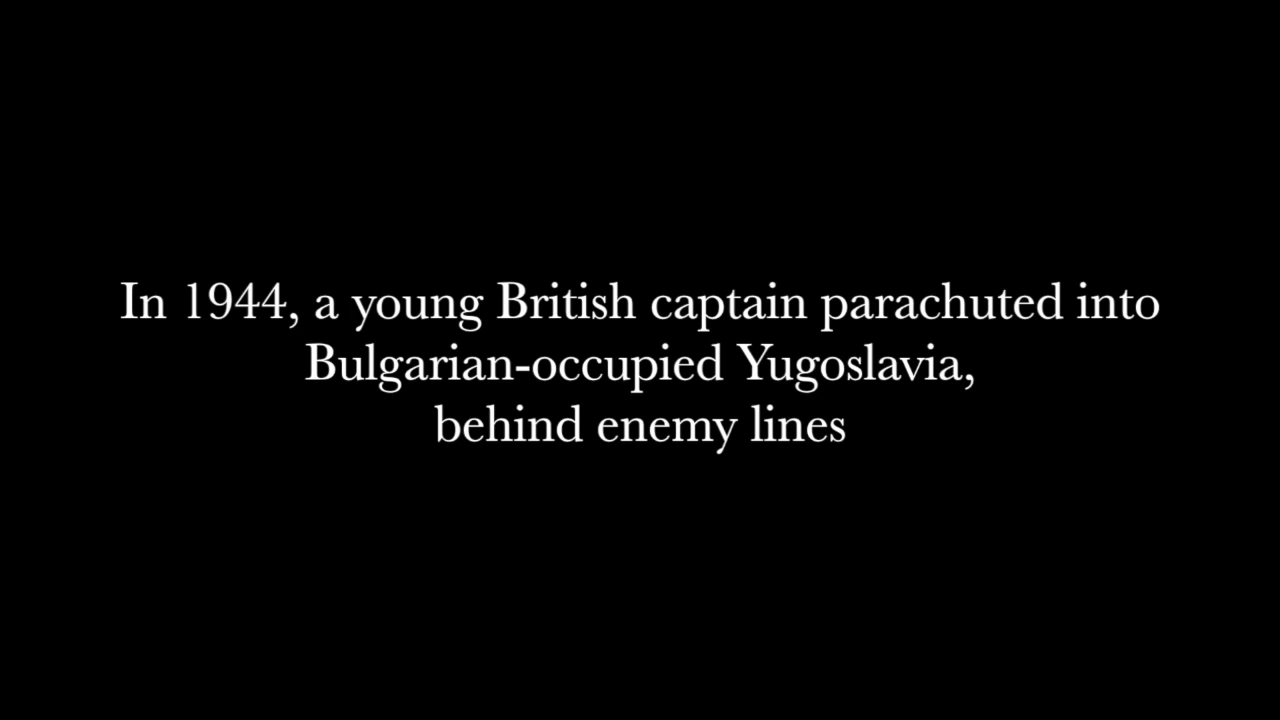 In 1944, a young British captain parachuted into
Bulgarian-occupied Yugoslavia,
behind enemy lines